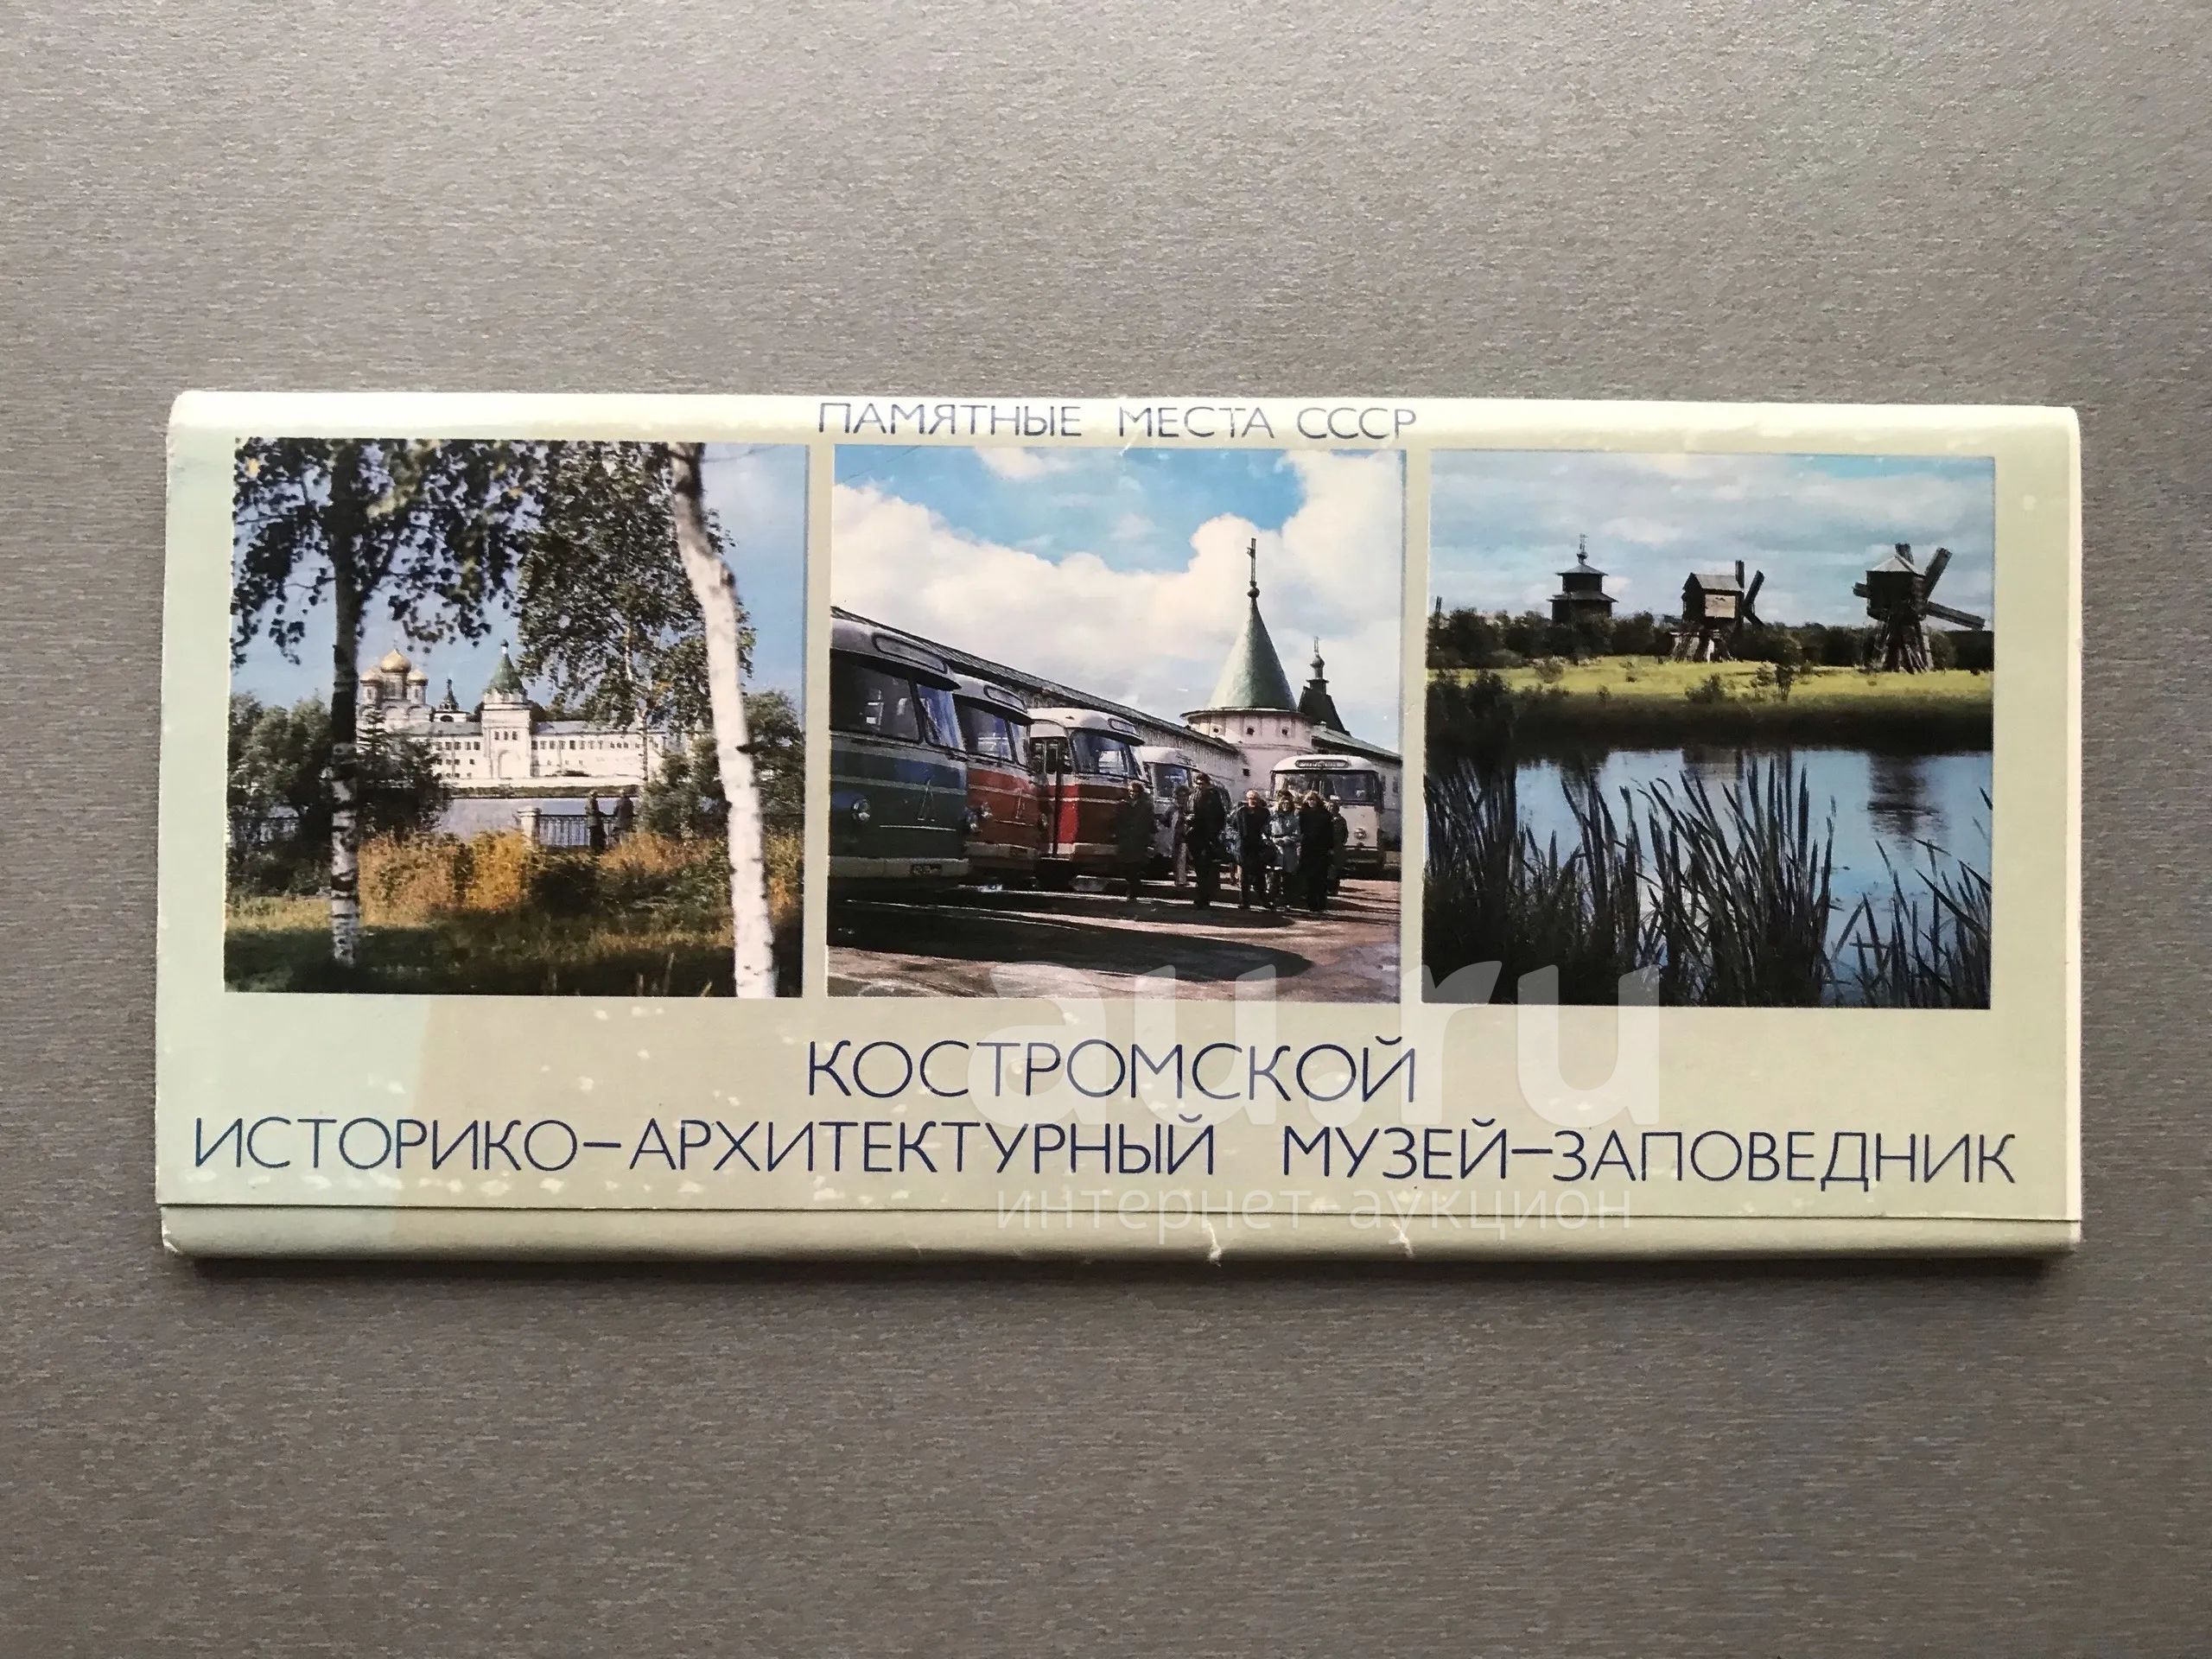 ПАМЯТНЫЕ МЕСТА СССР
КОСТРОМСКОЙ
ИСТОРИКО-АРХИТЕКТУРНЫЙ МУЗЕЙ-ЗАПОВЕДНИК
au.ru
интернет-аукцион